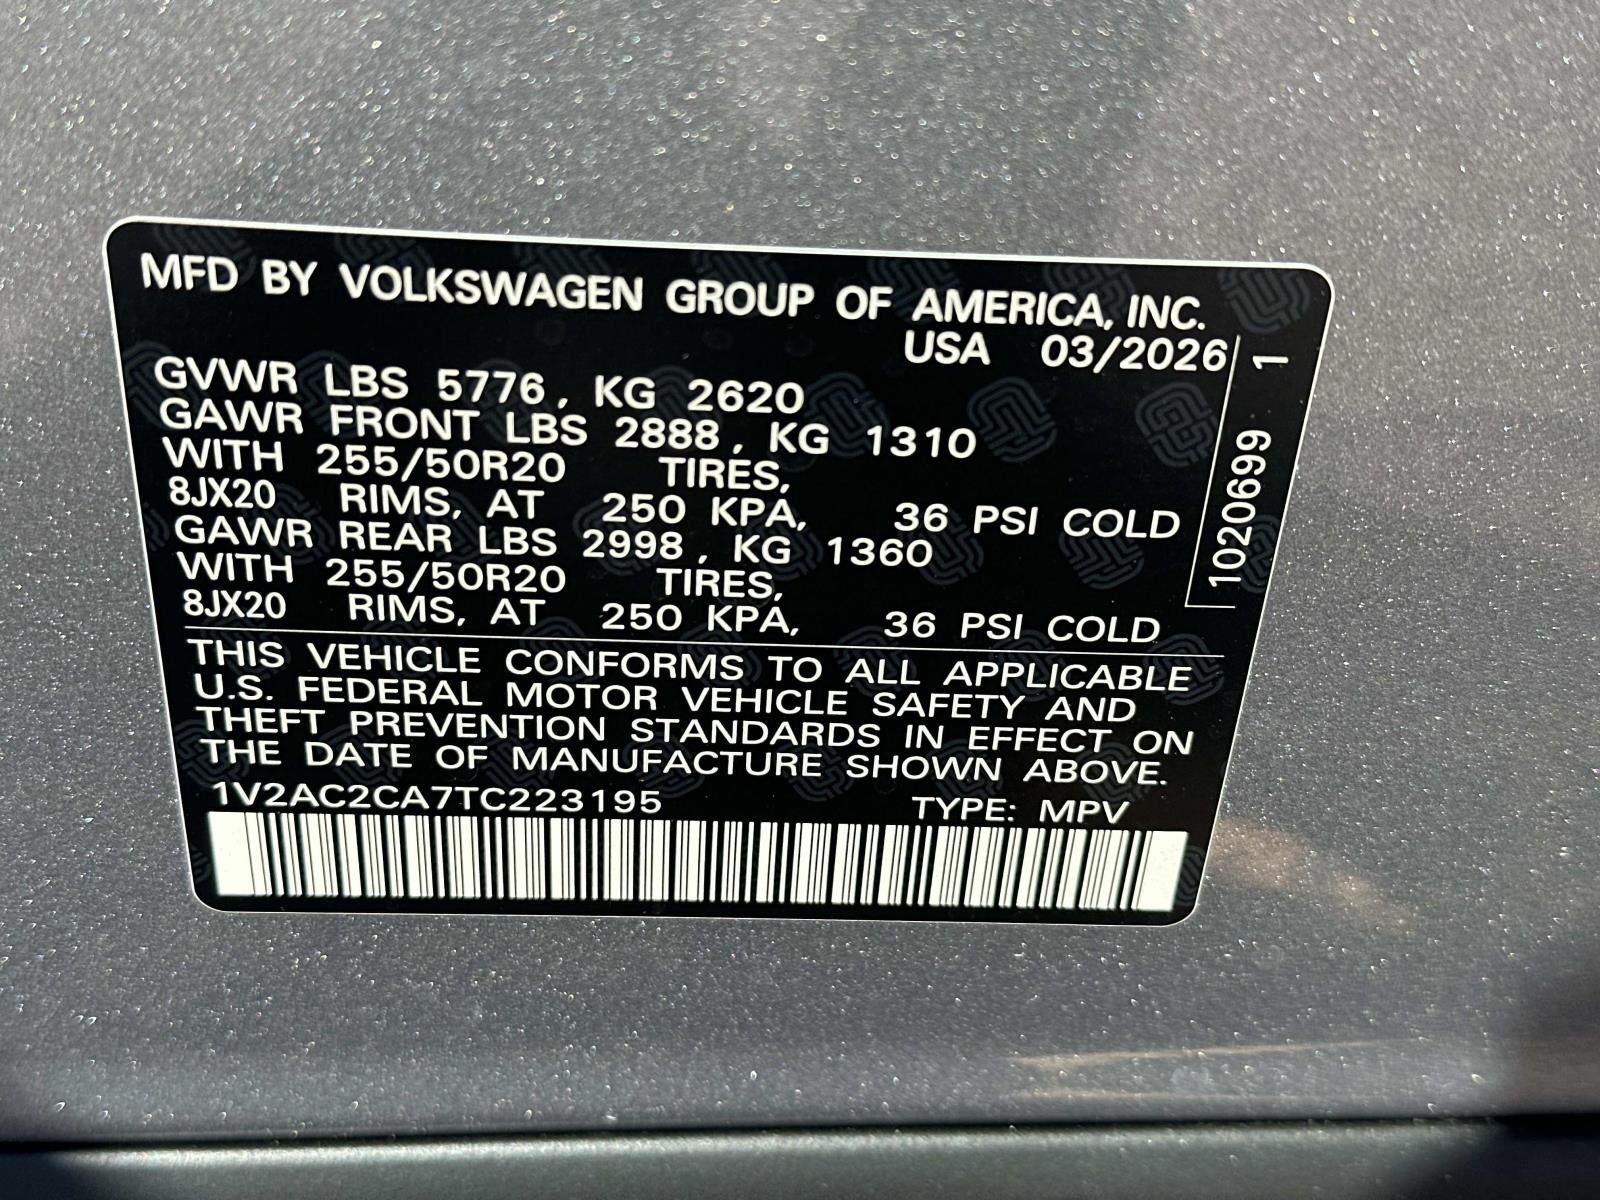 MFD BY VOLKSWAGEN GROUP OF AMERICA, INC.
USA 03/2026
GVWR LBS 5776, KG 2620
GAWR FRONT LBS 2888, KG 1310
WITH 255/50R20 TIRES,
8JX20 RIMS, AT 250 KPA, 36 PSI COLD
GAWR REAR LBS 2998, KG 1360
WITH 255/50R20 TIRES,
8JX20 RIMS, AT 250 KPA, 36 PSI COLD
1020699 1
THIS VEHICLE CONFORMS TO ALL APPLICABLE
U.S. FEDERAL MOTOR VEHICLE SAFETY AND
THEFT PREVENTION STANDARDS IN EFFECT ON
THE DATE OF MANUFACTURE SHOWN ABOVE.
1V2AC2CA7TC223195 TYPE: MPV